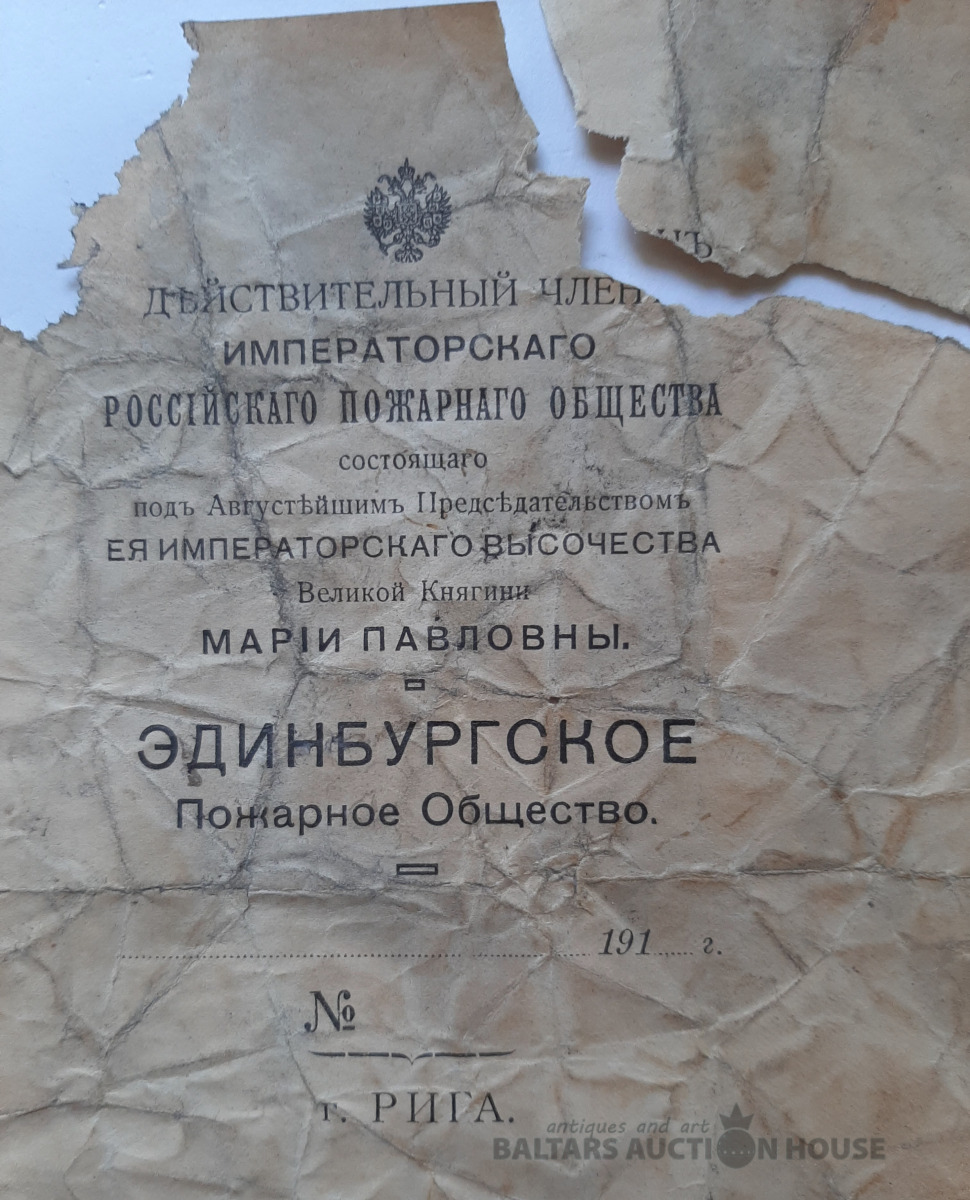 ДѢЙСТВИТЕЛЬНЫЙ ЧЛЕНЪ
ИМПЕРАТОРСКАГО
РОССІЙСКАГО ПОЖАРНАГО ОБЩЕСТВА
состоящаго
подъ Августѣйшимъ Предсѣдательствомъ
ЕЯ ИМПЕРАТОРСКАГО ВЫСОЧЕСТВА
Великой Княгини
МАРІИ ПАВЛОВНЫ.
ЭДИНБУРГСКОЕ
Пожарное Общество.
191 г.
№
г. РИГА.
antiques and art
BALTARS AUCTION HOUSE